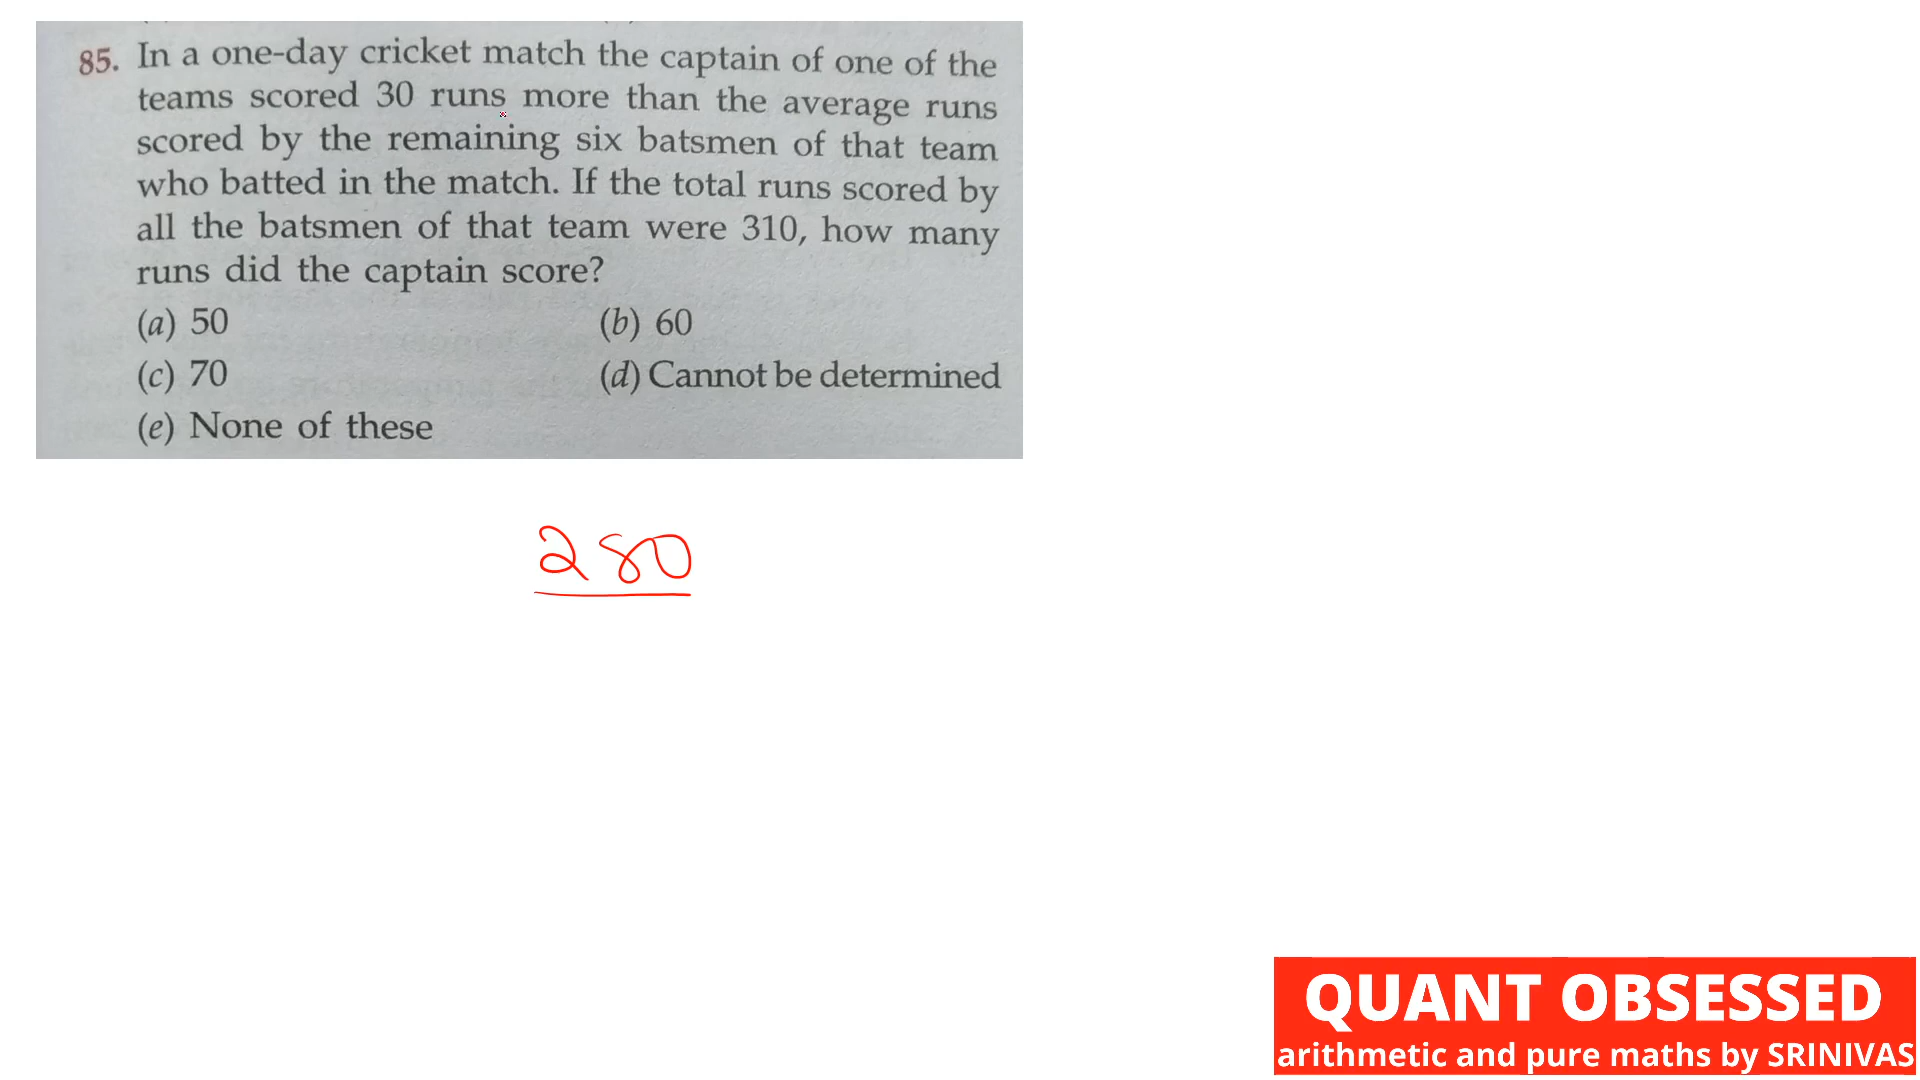 85. In a one-day cricket match the captain of one of the
teams scored 30 runs more than the average runs
scored by the remaining six batsmen of that team
who batted in the match. If the total runs scored by
all the batsmen of that team were 310, how many
runs did the captain score?
(a) 50 (b) 60
(c) 70 (d) Cannot be determined
(e) None of these
280
QUANT OBSESSED
arithmetic and pure maths by SRINIVAS